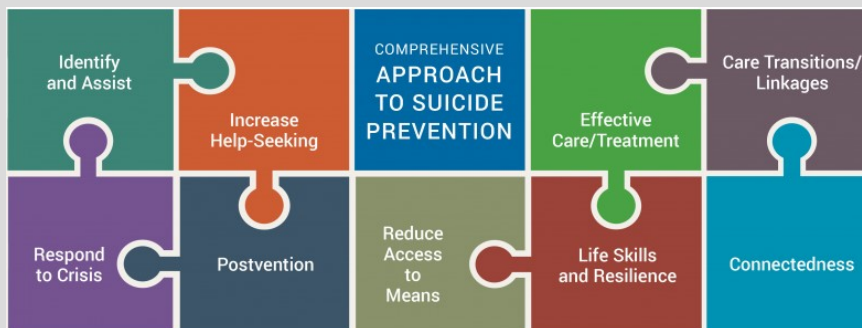 Identify
and Assist
Increase
Help-Seeking
COMPREHENSIVE
APPROACH
TO SUICIDE
PREVENTION
Effective
Care/Treatment
Care Transitions/
Linkages
Respond
to Crisis
Postvention
Reduce
Access
to
Means
Life Skills
and Resilience
Connectedness